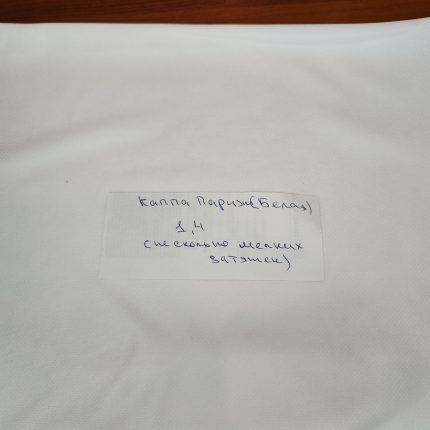 Каппа Париж(Белая)
1,4
(несколько мелких
затяжек)